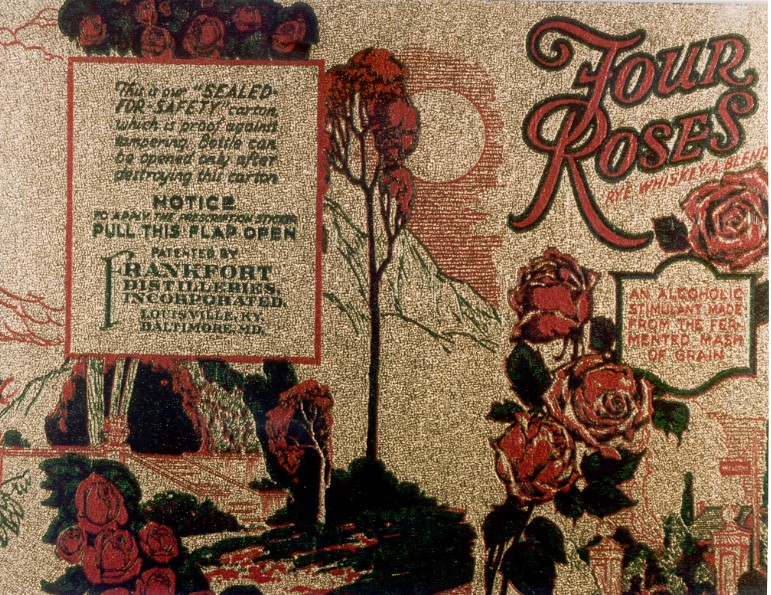 This is our "SEALED-
FOR-SAFETY" carton
which is proof against
tampering. Bottle can
be opened only after
destroying this carton
NOTICE
TO APPLY THE PRESCRIPTION STICKER
PULL THIS FLAP OPEN
PATENTED BY
FRANKFORT
DISTILLERIES,
INCORPORATED.
LOUISVILLE, KY.
BALTIMORE, MD.
FOUR
ROSES
RYE WHISKEY-A BLEND
AN ALCOHOLIC
STIMULANT MADE
FROM THE FER-
MENTED MASH
OF GRAIN